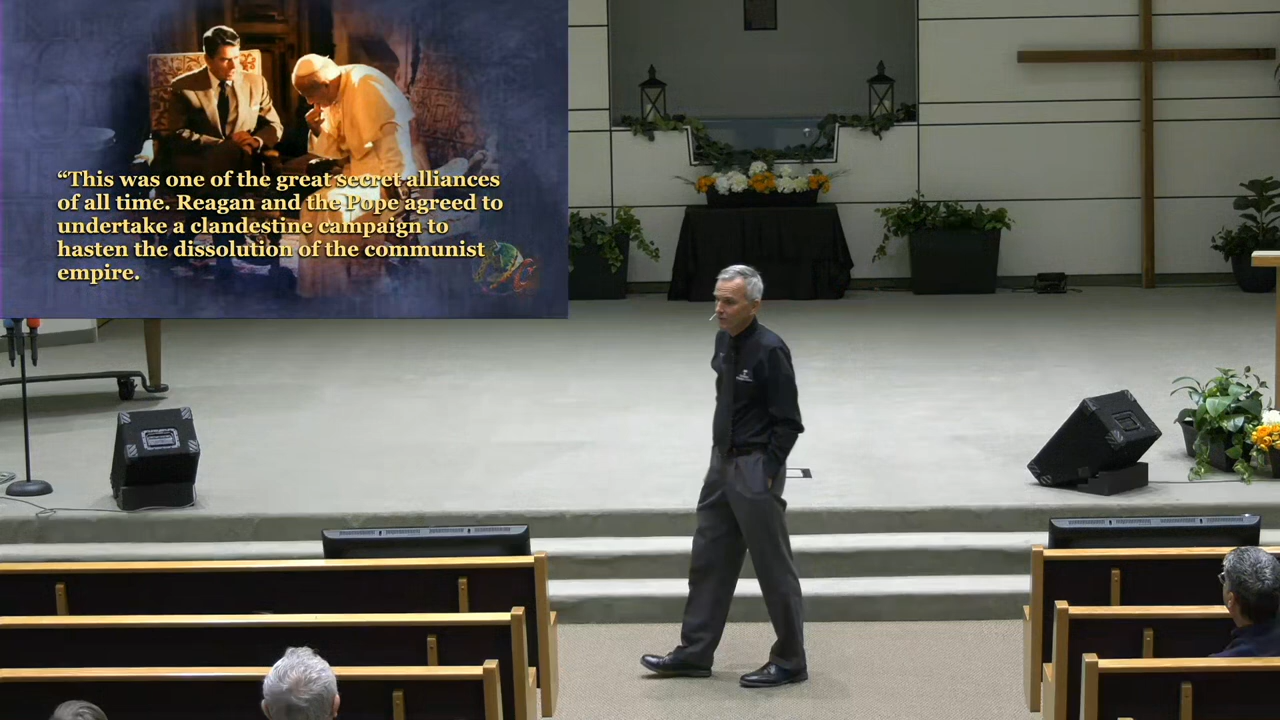 “This was one of the great secret alliances
of all time. Reagan and the Pope agreed to
undertake a clandestine campaign to
hasten the dissolution of the communist
empire.